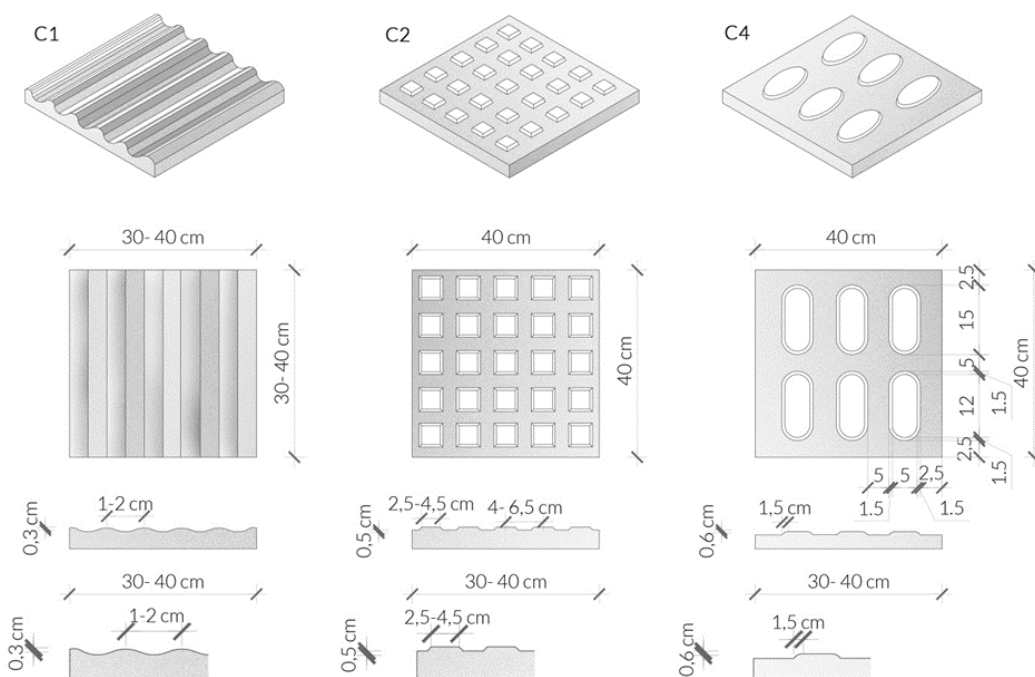 C1
C2
C4
30- 40 cm
40 cm
40 cm
30- 40 cm
40 cm
2.5
15
5
12
1.5
2,5
1.5
40 cm
5
5
2,5
1.5
1.5
1-2 cm
0,3 cm
2,5-4,5 cm
4- 6,5 cm
0,5 cm
1,5 cm
0,6 cm
30- 40 cm
30- 40 cm
30- 40 cm
1-2 cm
0,3 cm
2,5-4,5 cm
0,5 cm
1,5 cm
0,6 cm